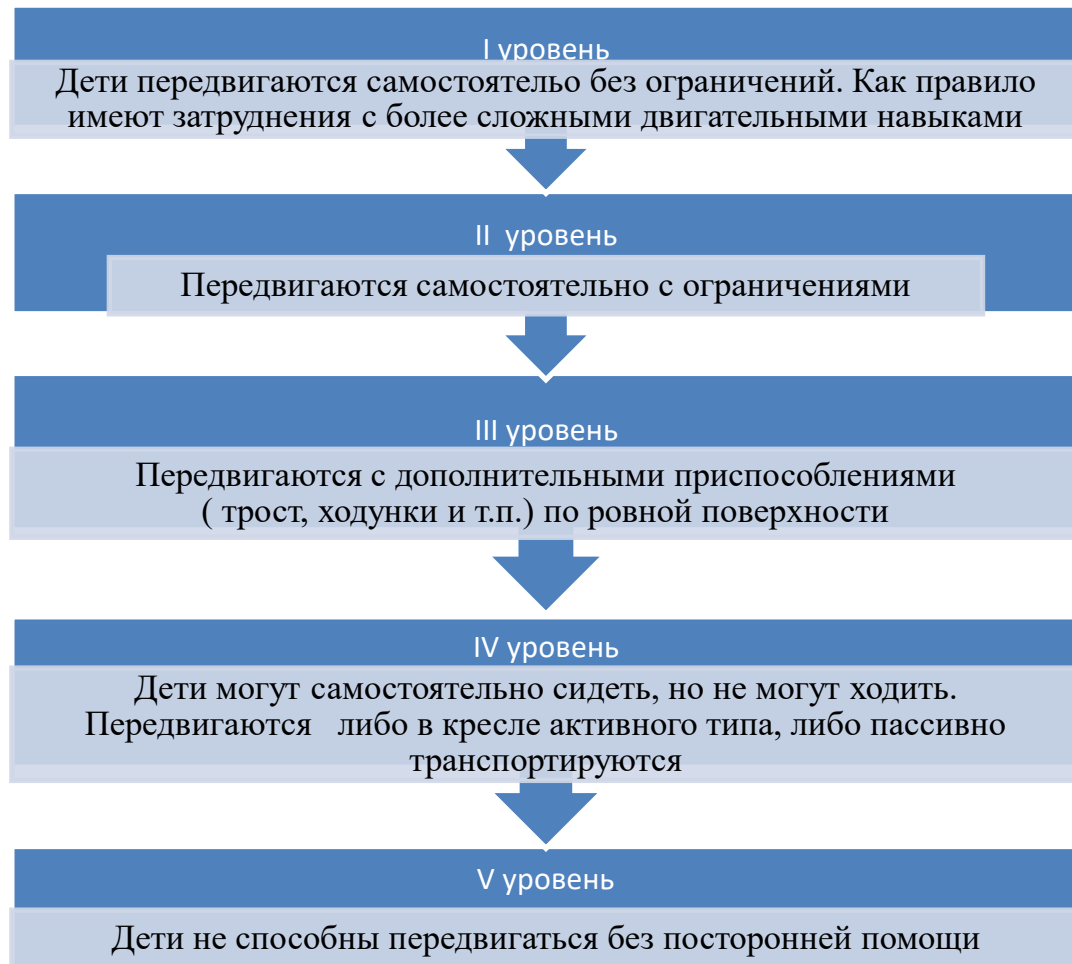 I уровень
Дети передвигаются самостоятельо без ограничений. Как правило
имеют затруднения с более сложными двигательными навыками
II уровень
Передвигаются самостоятельно с ограничениями
III уровень
Передвигаются с дополнительными приспособлениями
( трост, ходунки и т.п.) по ровной поверхности
IV уровень
Дети могут самостоятельно сидеть, но не могут ходить.
Передвигаются либо в кресле активного типа, либо пассивно
транспортируются
V уровень
Дети не способны передвигаться без посторонней помощи